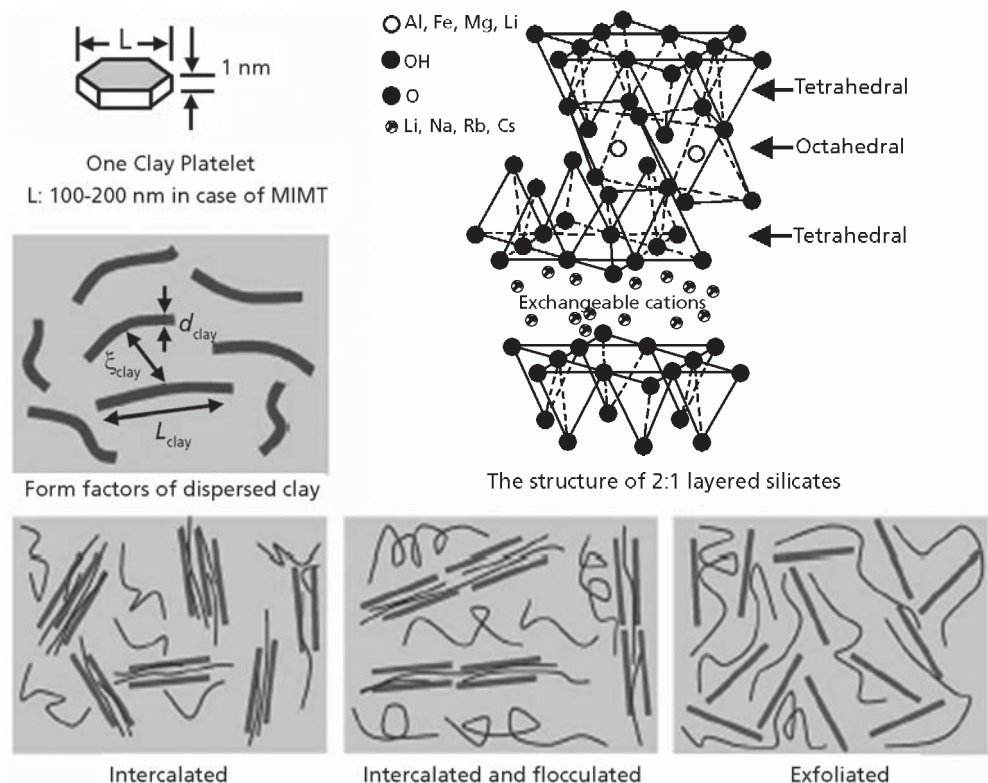 L
1 nm
One Clay Platelet
L: 100-200 nm in case of MIMT
Al, Fe, Mg, Li
OH
O
Li, Na, Rb, Cs
Tetrahedral
Octahedral
Tetrahedral
Exchangeable cations
The structure of 2:1 layered silicates
dclay
ξclay
Lclay
Form factors of dispersed clay
Intercalated
Intercalated and flocculated
Exfoliated